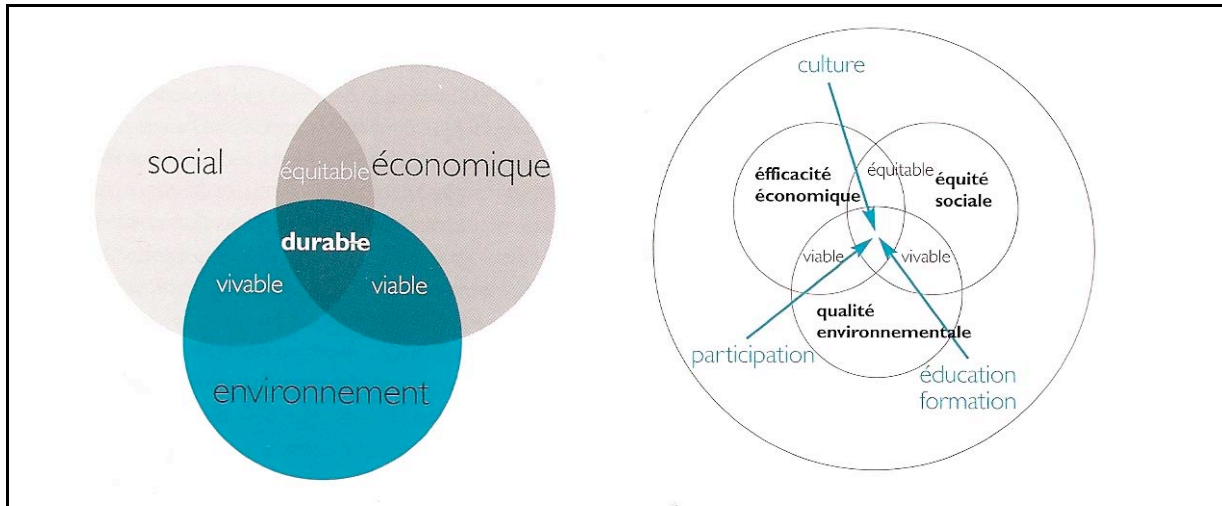 social
équitable
économique
durable
vivable
viable
environnement
culture
éfficacité
économique
équitable
équité
sociale
viable
vivable
qualité
environnementale
participation
éducation
formation